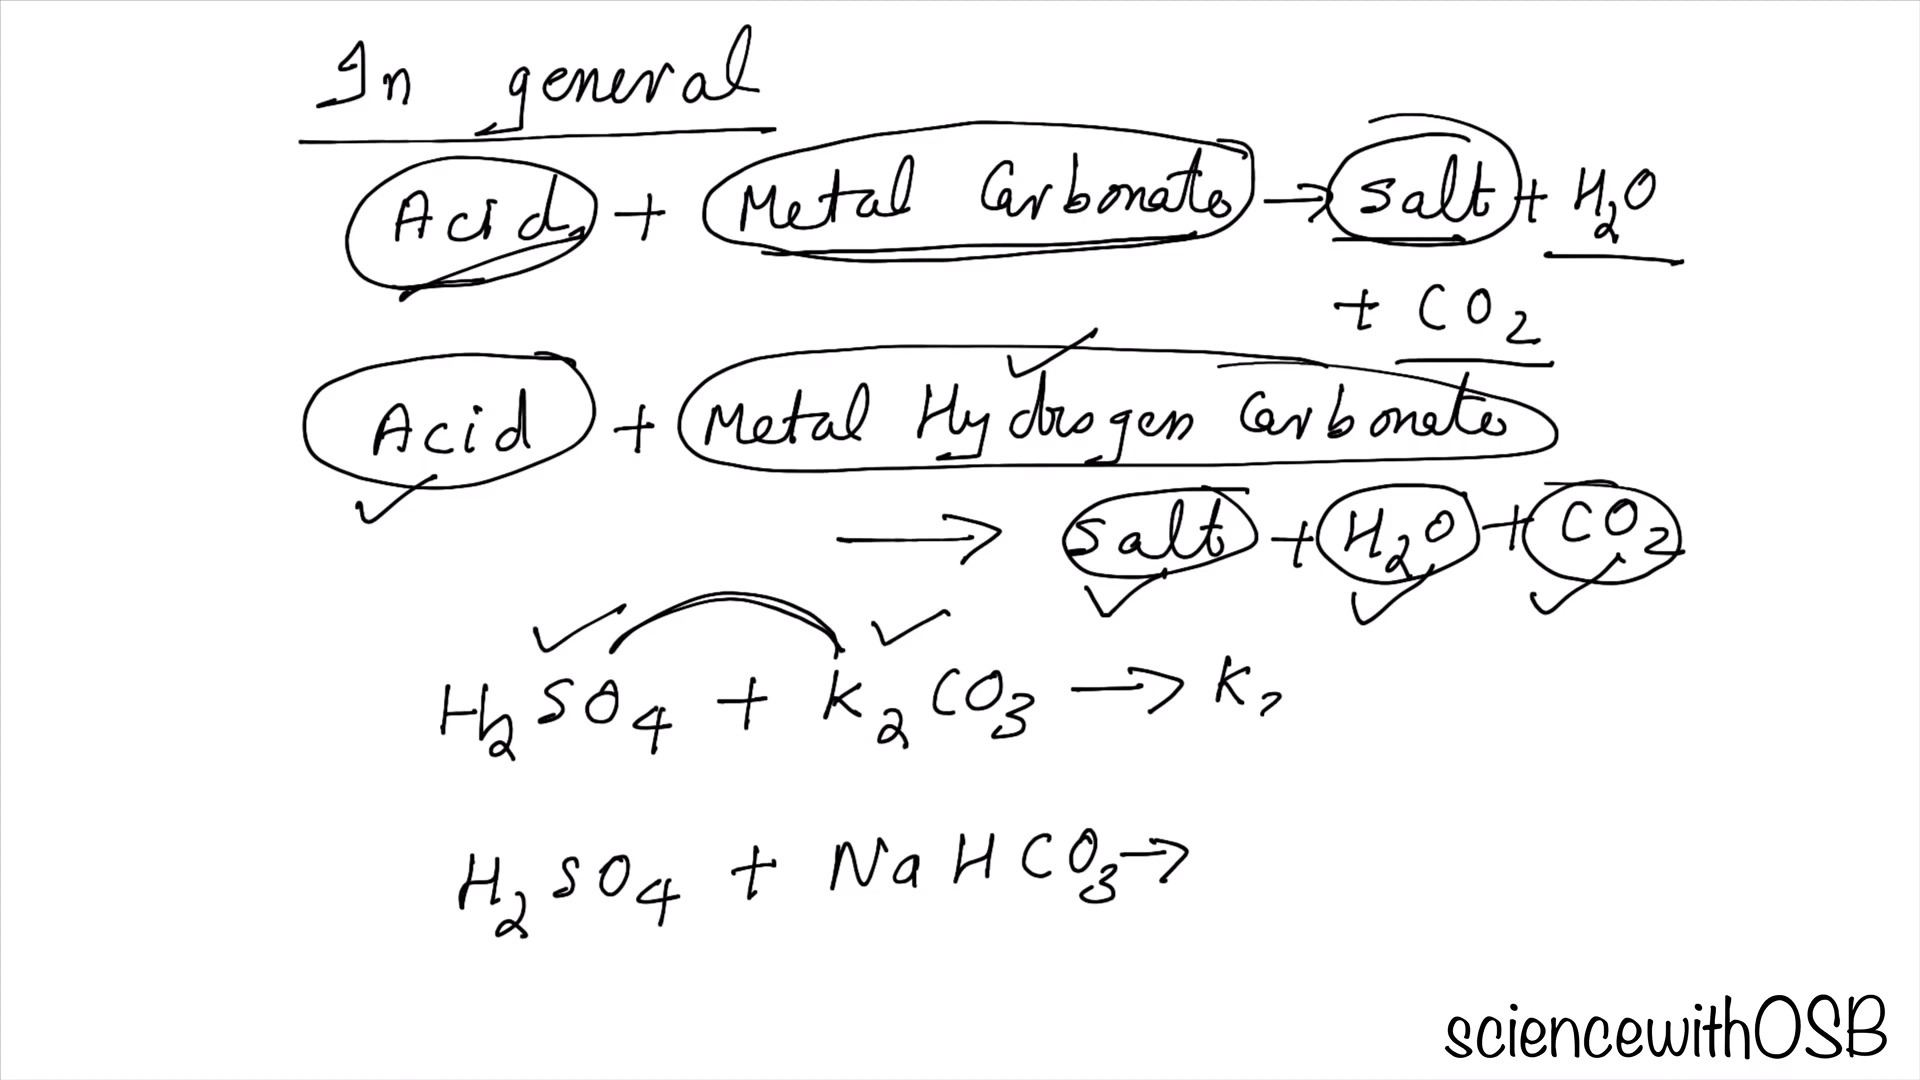 In general
Acid + Metal Carbonate → salt + H₂O
+ CO₂
Acid + Metal Hydrogen Carbonate
→ salt + H₂O + CO₂
H₂SO₄ + K₂CO₃ → K₂
H₂SO₄ + NaHCO₃ →
sciencewithOSB